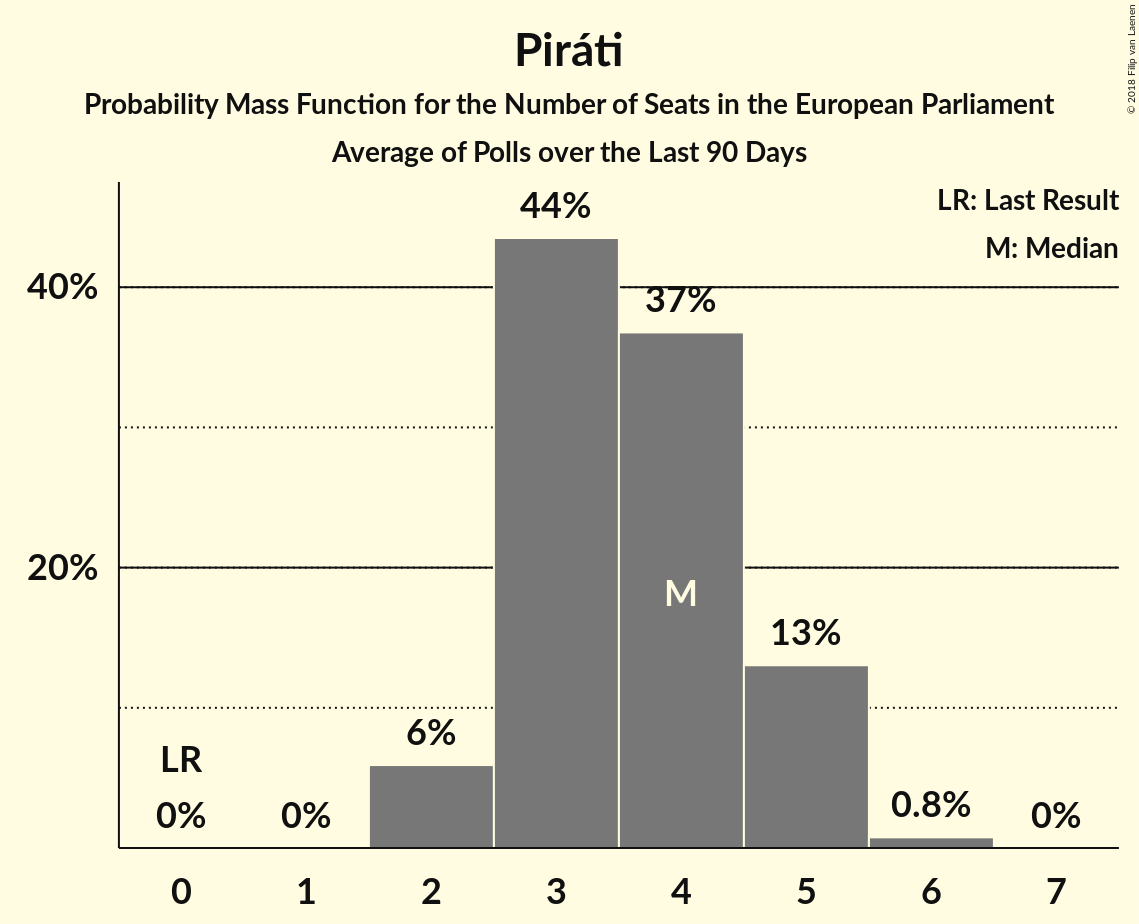 Piráti
Probability Mass Function for the Number of Seats in the European Parliament
Average of Polls over the Last 90 Days
© 2018 Filip van Laenen
LR: Last Result
M: Median
40%
20%
44%
37%
M
13%
6%
LR
0%
0%
0.8%
0%
0 1 2 3 4 5 6 7